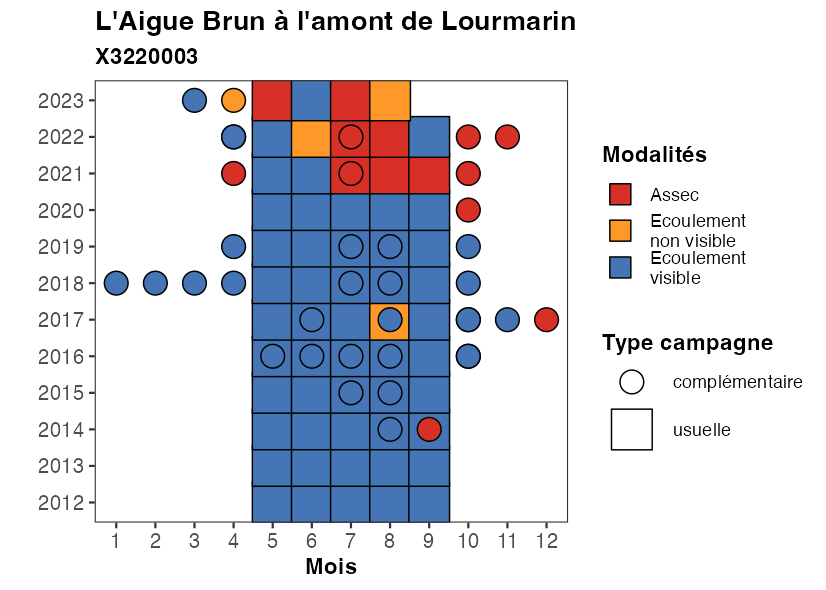 L'Aigue Brun à l'amont de Lourmarin
X3220003
2023
2022
2021
2020
2019
2018
2017
2016
2015
2014
2013
2012
1 2 3 4 5 6 7 8 9 10 11 12
Mois
Modalités
Assec
Ecoulement
non visible
Ecoulement
visible
Type campagne
complémentaire
usuelle